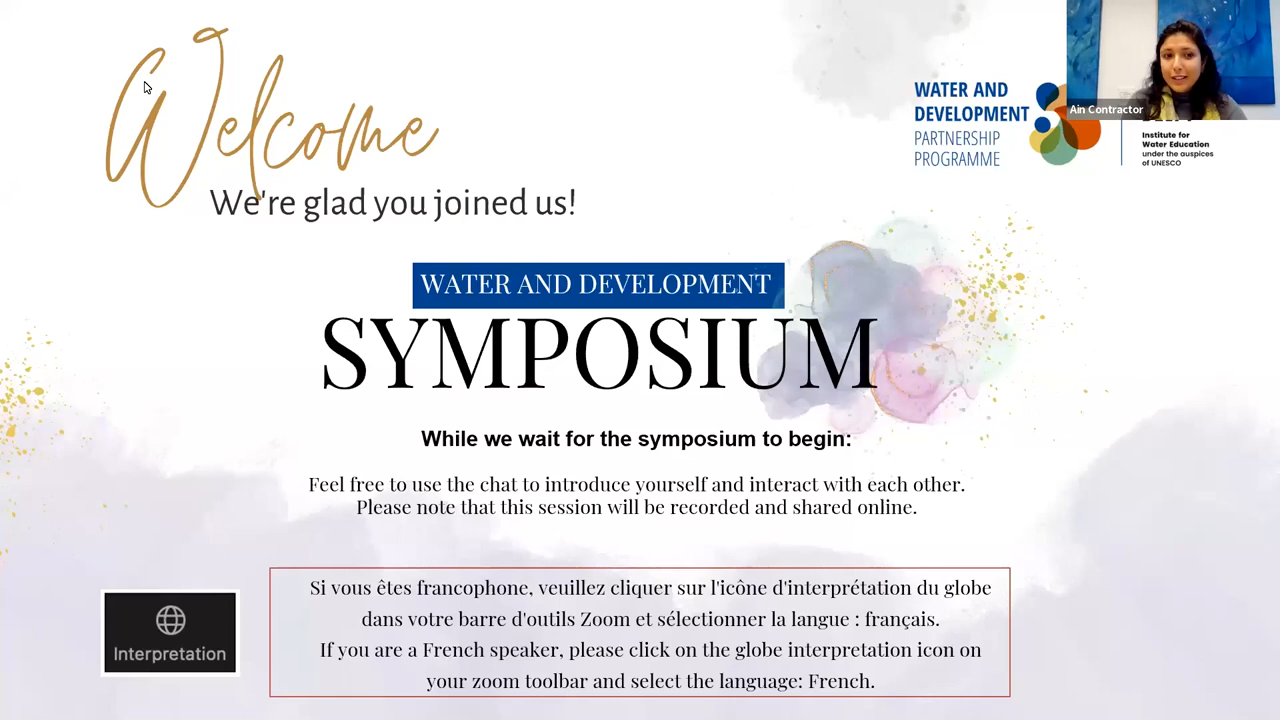 Welcome
We're glad you joined us!
WATER AND
DEVELOPMENT
PARTNERSHIP
PROGRAMME
Ain Contractor
Institute for
Water Education
under the auspices
of UNESCO
WATER AND DEVELOPMENT
SYMPOSIUM
While we wait for the symposium to begin:
Feel free to use the chat to introduce yourself and interact with each other.
Please note that this session will be recorded and shared online.
Interpretation
Si vous êtes francophone, veuillez cliquer sur l'icône d'interprétation du globe
dans votre barre d'outils Zoom et sélectionner la langue : français.
If you are a French speaker, please click on the globe interpretation icon on
your zoom toolbar and select the language: French.